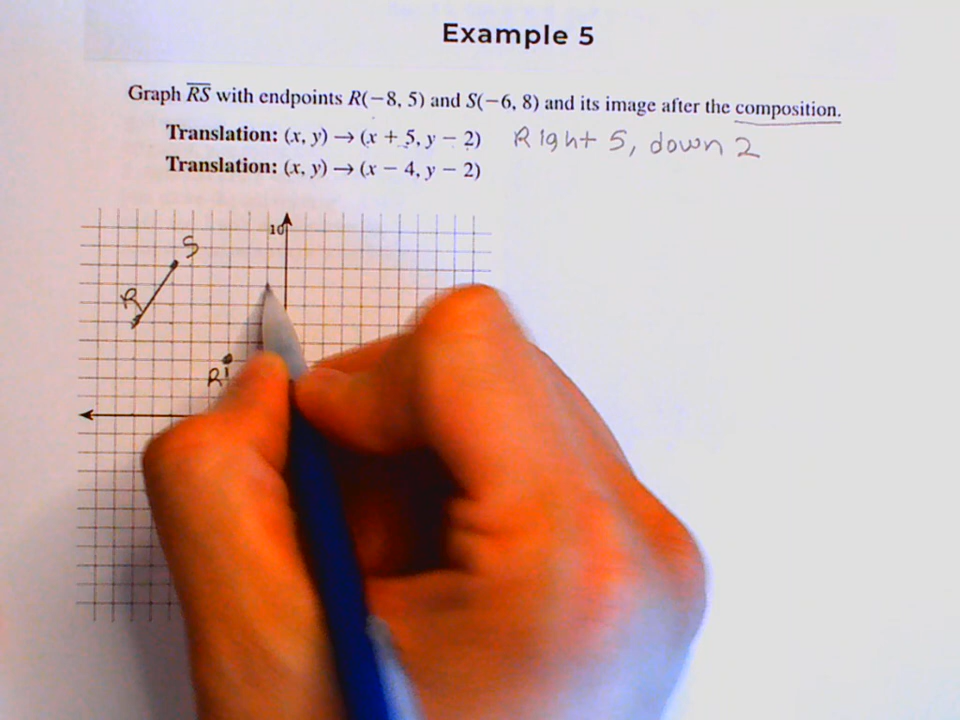 Example 5
Graph RS with endpoints R(−8, 5) and S(−6, 8) and its image after the composition.
Translation: (x, y) → (x + 5, y − 2) Right 5, down 2
Translation: (x, y) → (x − 4, y − 2)
10
S
R
R'